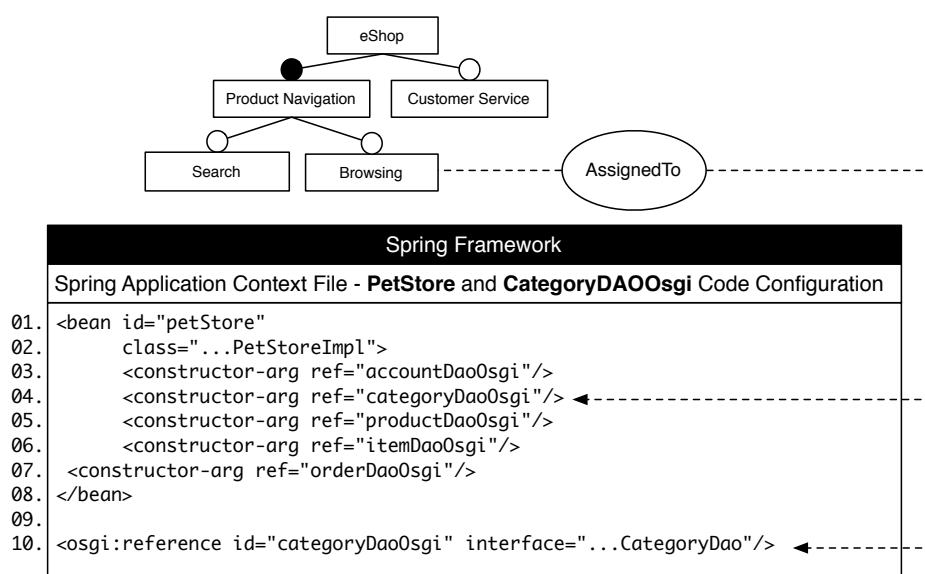 eShop
Product Navigation
Customer Service
Search
Browsing
AssignedTo
Spring Framework
Spring Application Context File - PetStore and CategoryDAOOsgi Code Configuration
01. <bean id="petStore"
02. class="...PetStoreImpl">
03. <constructor-arg ref="accountDaoOsgi"/>
04. <constructor-arg ref="categoryDaoOsgi"/>
05. <constructor-arg ref="productDaoOsgi"/>
06. <constructor-arg ref="itemDaoOsgi"/>
07. <constructor-arg ref="orderDaoOsgi"/>
08. </bean>
09.
10. <osgi:reference id="categoryDaoOsgi" interface="...CategoryDao"/>